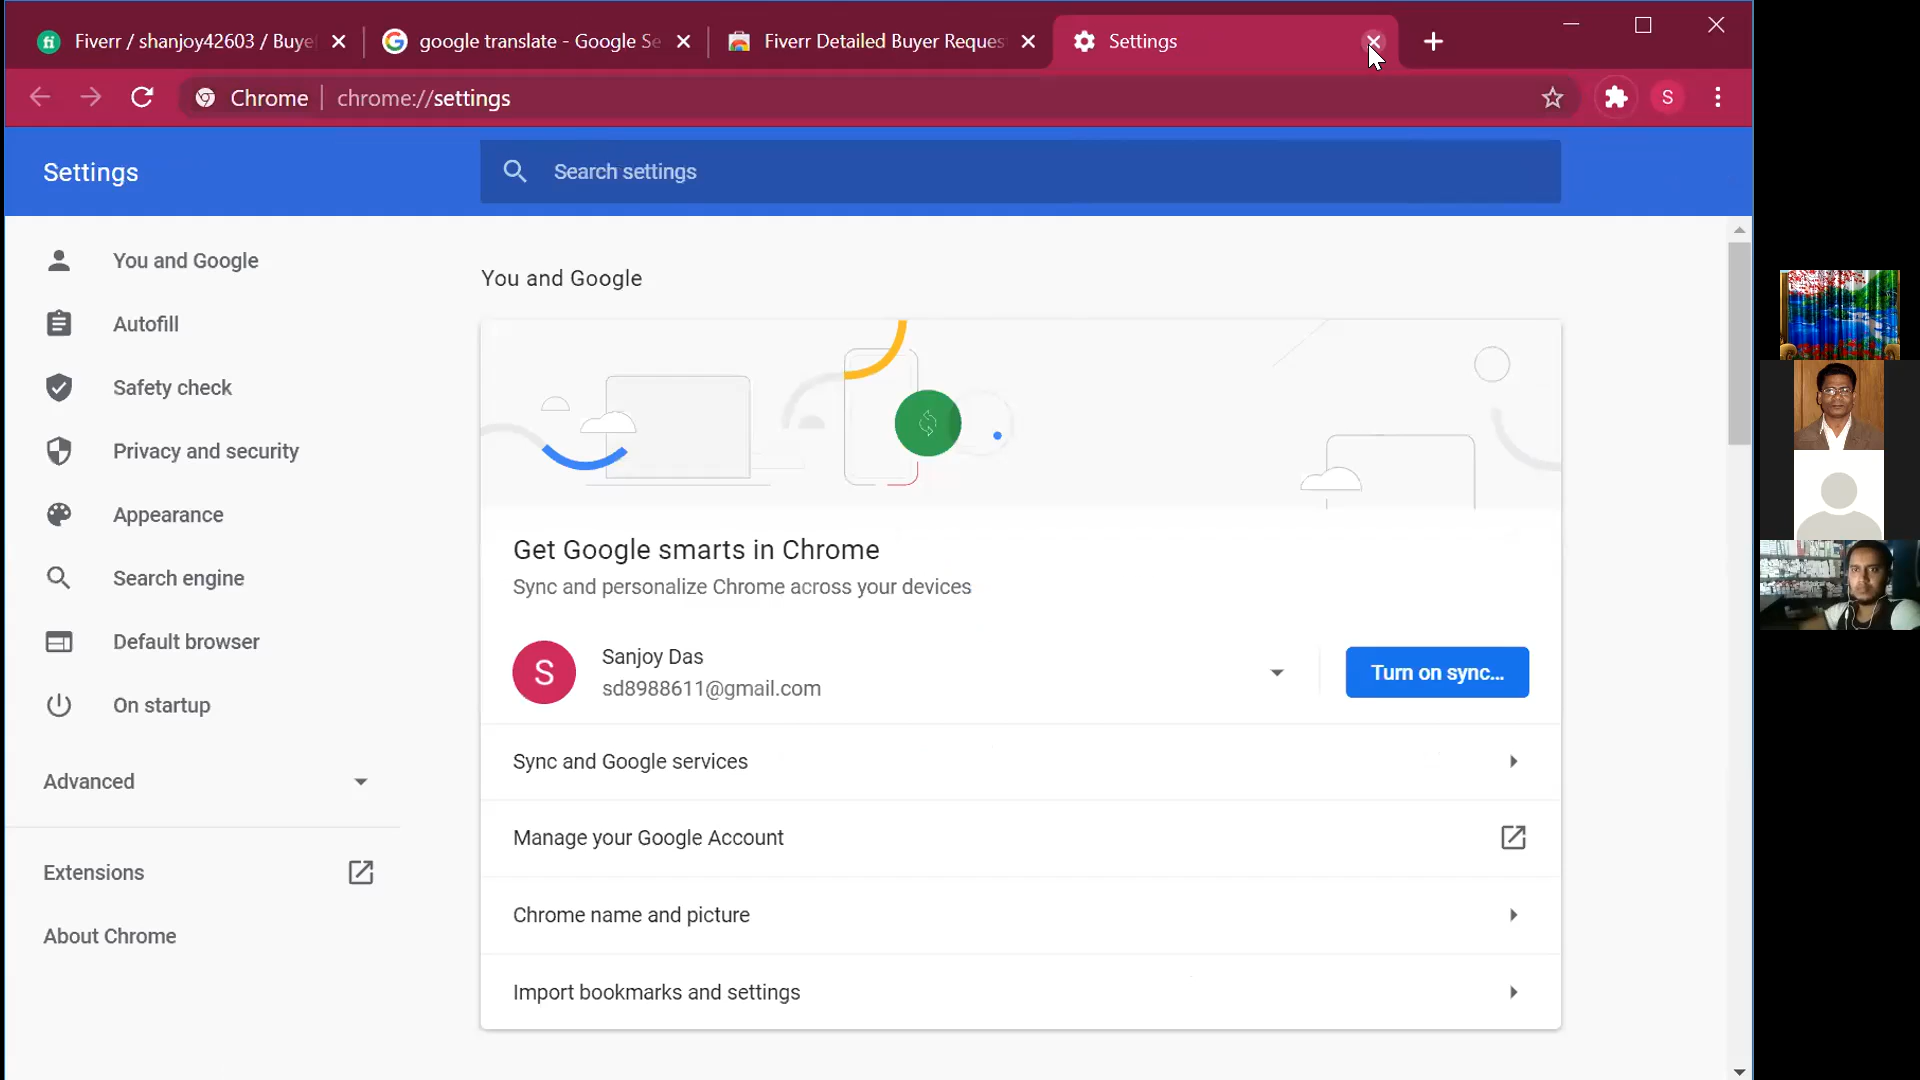 Fiverr / shanjoy42603 / Buye
google translate - Google Se
Fiverr Detailed Buyer Reques
Settings
Chrome
chrome://settings
S
Settings
Search settings
You and Google
Autofill
Safety check
Privacy and security
Appearance
Search engine
Default browser
On startup
Advanced
Extensions
About Chrome
You and Google
Get Google smarts in Chrome
Sync and personalize Chrome across your devices
S
Sanjoy Das
sd8988611@gmail.com
Turn on sync...
Sync and Google services
Manage your Google Account
Chrome name and picture
Import bookmarks and settings